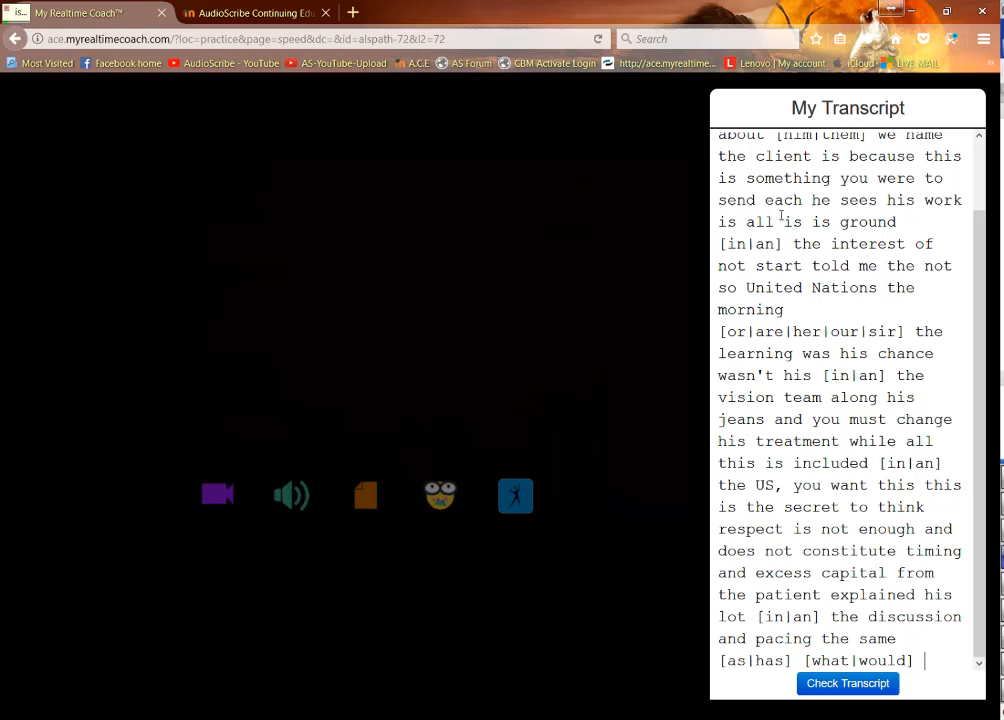 is...
My Realtime Coach™
AudioScribe Continuing Edu
ace.myrealtimecoach.com/?loc=practice&page=speed&dc=&id=alspath-72&l2=72
Search
Most Visited
Facebook home
AudioScribe - YouTube
AS-YouTube-Upload
A.C.E
AS Forum
CBM Activate Login
http://ace.myrealtime...
Lenovo | My account
iCloud
LIVE MAIL
My Transcript
about [him|them] we name
the client is because this
is something you were to
send each he sees his work
is all is is ground
[in|an] the interest of
not start told me the not
so United Nations the
morning
[or|are|her|our|sir] the
learning was his chance
wasn't his [in|an] the
vision team along his
jeans and you must change
his treatment while all
this is included [in|an]
the US, you want this this
is the secret to think
respect is not enough and
does not constitute timing
and excess capital from
the patient explained his
lot [in|an] the discussion
and pacing the same
[as|has] [what|would]
Check Transcript